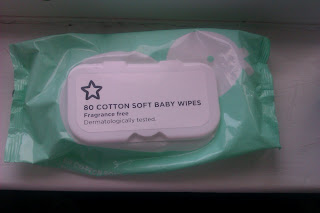 80 COTTON SOFT BABY WIPES
Fragrance free
Dermatologically tested